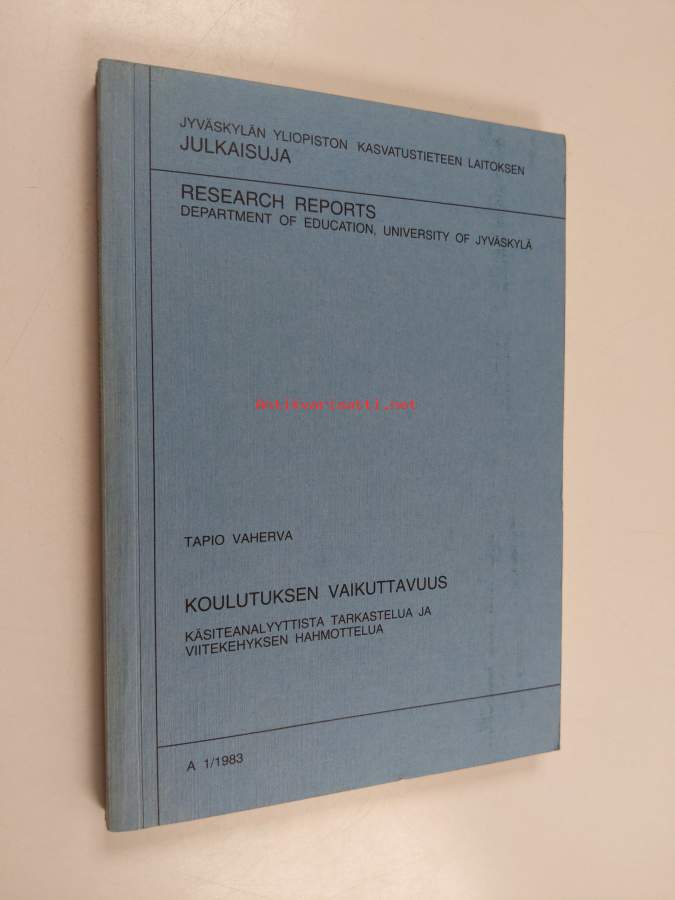 JYVÄSKYLÄN YLIOPISTON KASVATUSTIETEEN LAITOKSEN
JULKAISUJA
RESEARCH REPORTS
DEPARTMENT OF EDUCATION, UNIVERSITY OF JYVÄSKYLÄ
Antikvariaatti.net
TAPIO VAHERVA
KOULUTUKSEN VAIKUTTAVUUS
KÄSITEANALYYTTISTA TARKASTELUA JA
VIITEKEHYKSEN HAHMOTTELUA
A 1/1983